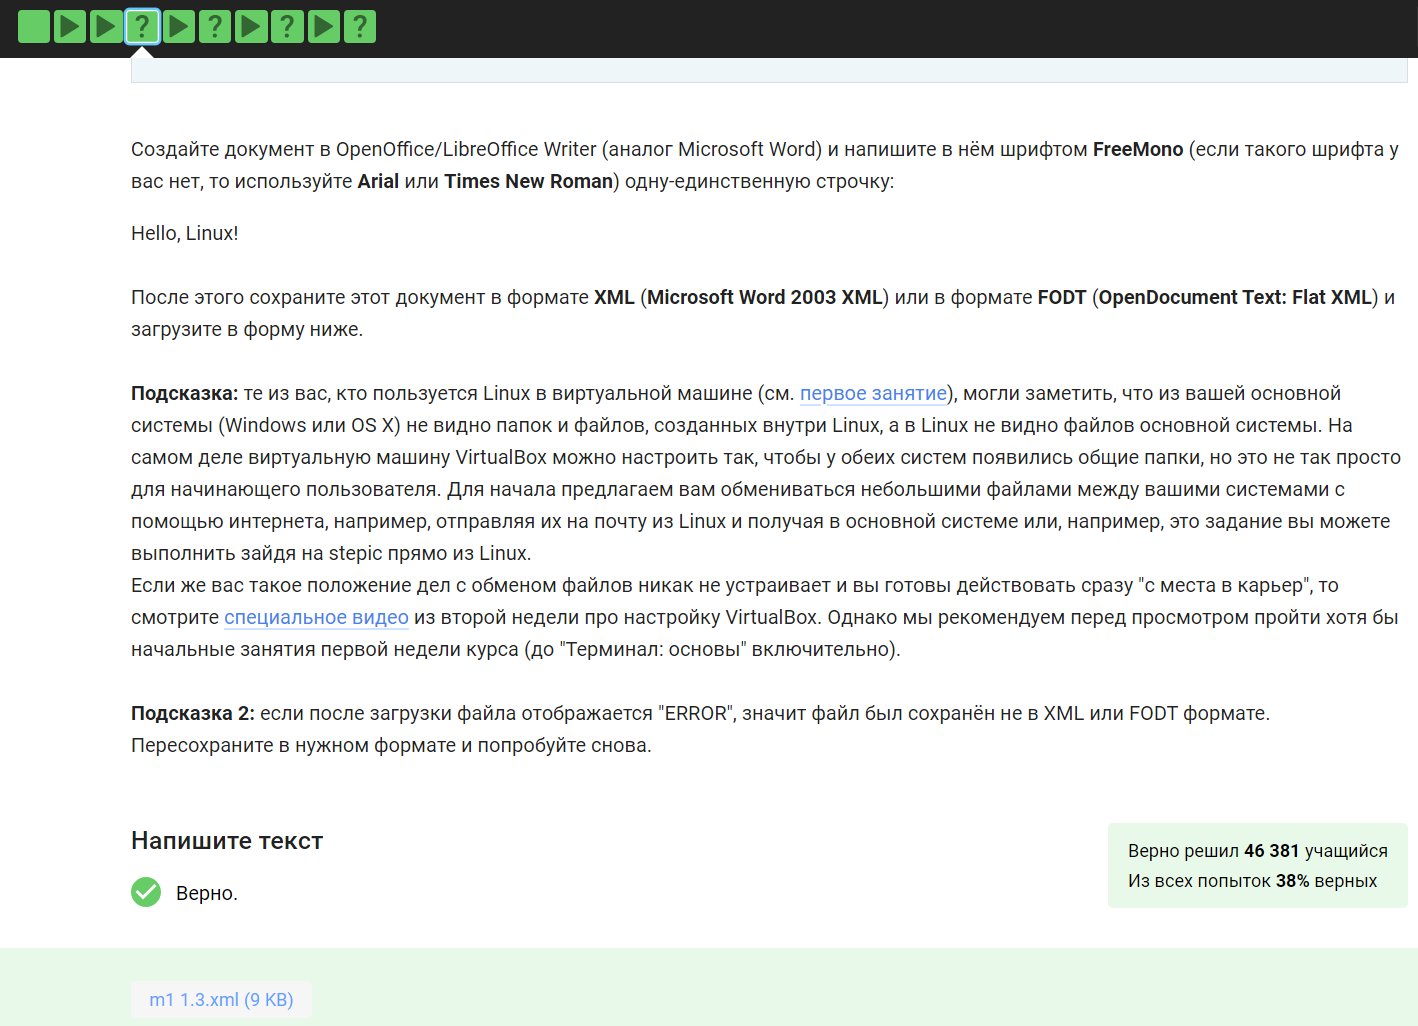 Создайте документ в OpenOffice/LibreOffice Writer (аналог Microsoft Word) и напишите в нём шрифтом FreeMono (если такого шрифта у
вас нет, то используйте Arial или Times New Roman) одну-единственную строчку:
Hello, Linux!
После этого сохраните этот документ в формате XML (Microsoft Word 2003 XML) или в формате FODT (OpenDocument Text: Flat XML) и
загрузите в форму ниже.
Подсказка: те из вас, кто пользуется Linux в виртуальной машине (см. первое занятие), могли заметить, что из вашей основной
системы (Windows или OS X) не видно папок и файлов, созданных внутри Linux, а в Linux не видно файлов основной системы. На
самом деле виртуальную машину VirtualBox можно настроить так, чтобы у обеих систем появились общие папки, но это не так просто
для начинающего пользователя. Для начала предлагаем вам обмениваться небольшими файлами между вашими системами с
помощью интернета, например, отправляя их на почту из Linux и получая в основной системе или, например, это задание вы можете
выполнить зайдя на stepic прямо из Linux.
Если же вас такое положение дел с обменом файлов никак не устраивает и вы готовы действовать сразу "с места в карьер", то
смотрите специальное видео из второй недели про настройку VirtualBox. Однако мы рекомендуем перед просмотром пройти хотя бы
начальные занятия первой недели курса (до "Терминал: основы" включительно).
Подсказка 2: если после загрузки файла отображается "ERROR", значит файл был сохранён не в XML или FODT формате.
Пересохраните в нужном формате и попробуйте снова.
Напишите текст
Верно.
Верно решил 46 381 учащийся
Из всех попыток 38% верных
m1 1.3.xml (9 KB)